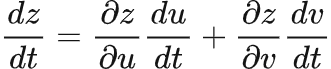 dz/dt = ∂z/∂u du/dt + ∂z/∂v dv/dt